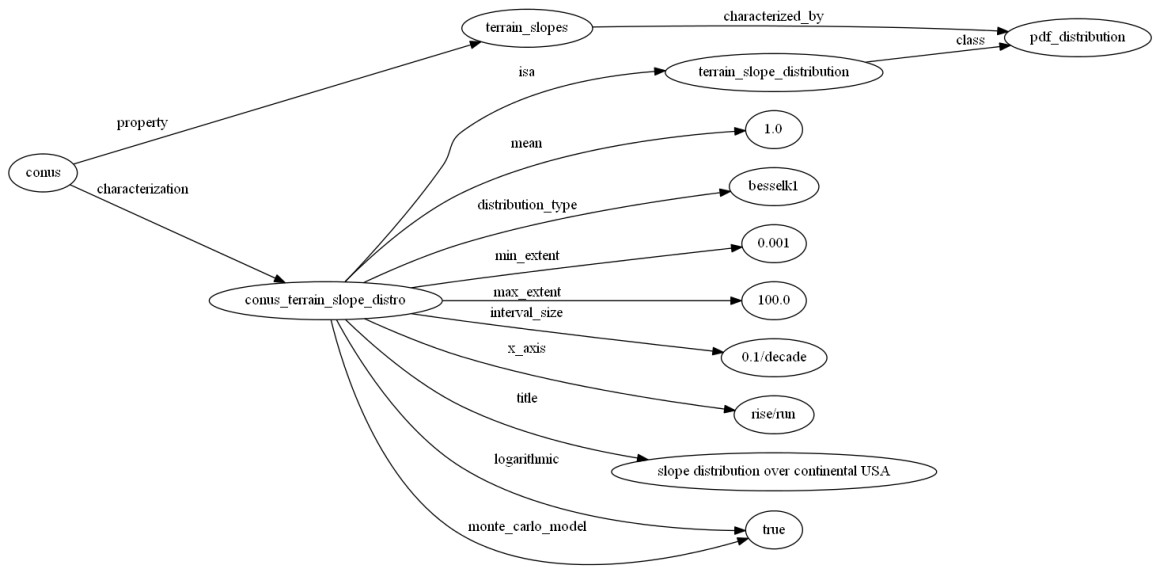 characterized_by
terrain_slopes
pdf_distribution
class
isa
terrain_slope_distribution
property
1.0
mean
conus
characterization
besselk1
distribution_type
0.001
min_extent
conus_terrain_slope_distro
max_extent
100.0
interval_size
0.1/decade
x_axis
rise/run
title
slope distribution over continental USA
logarithmic
monte_carlo_model
true